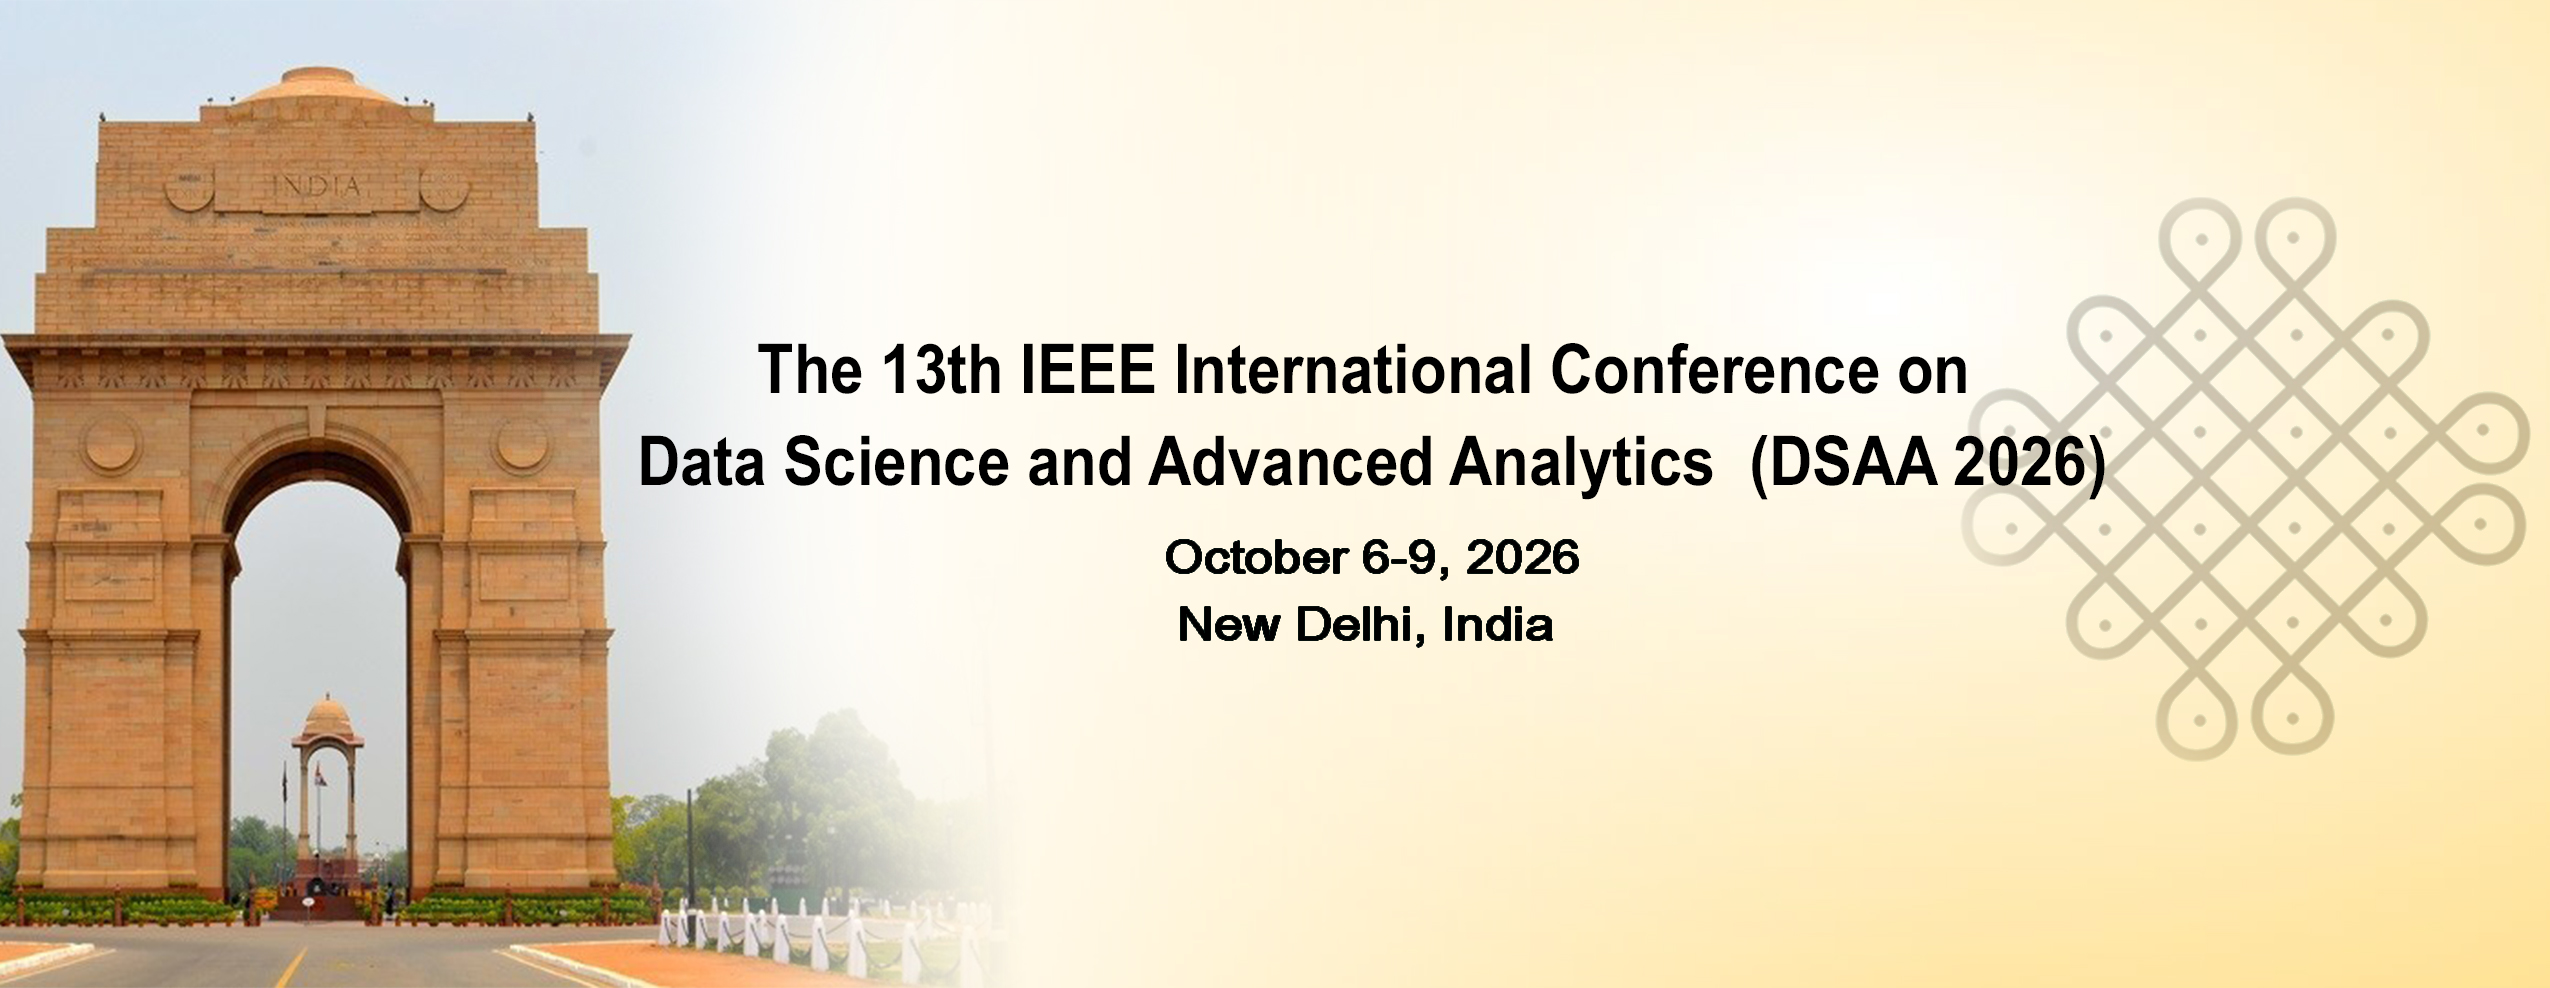 INDIA
The 13th IEEE International Conference on
Data Science and Advanced Analytics (DSAA 2026)
October 6-9, 2026
New Delhi, India